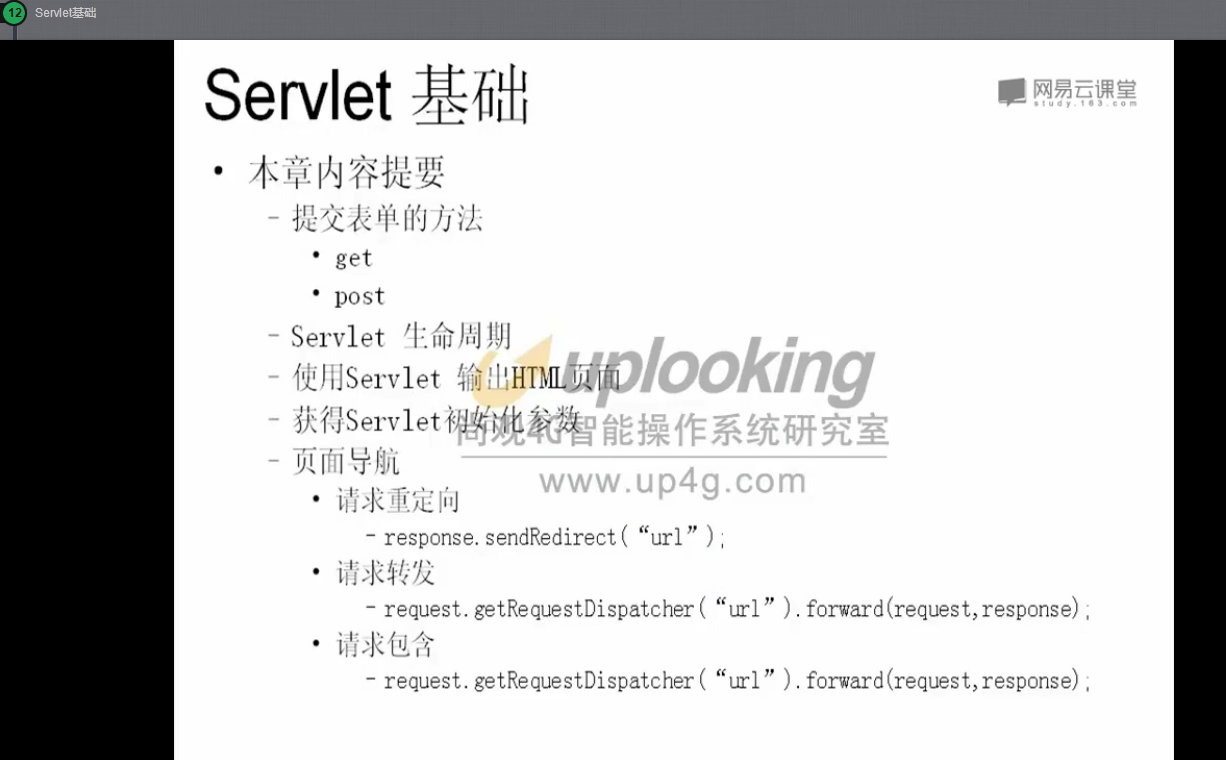 12 Servlet基础
Servlet 基础
网易云课堂
study.163.com
• 本章内容提要
– 提交表单的方法
• get
• post
– Servlet 生命周期
– 使用Servlet 输出HTML页面
– 获得Servlet初始化参数
– 页面导航
• 请求重定向
– response.sendRedirect(“url”);
• 请求转发
– request.getRequestDispatcher(“url”).forward(request,response);
• 请求包含
– request.getRequestDispatcher(“url”).forward(request,response);
uplooking
尚观4G智能操作系统研究室
www.up4g.com